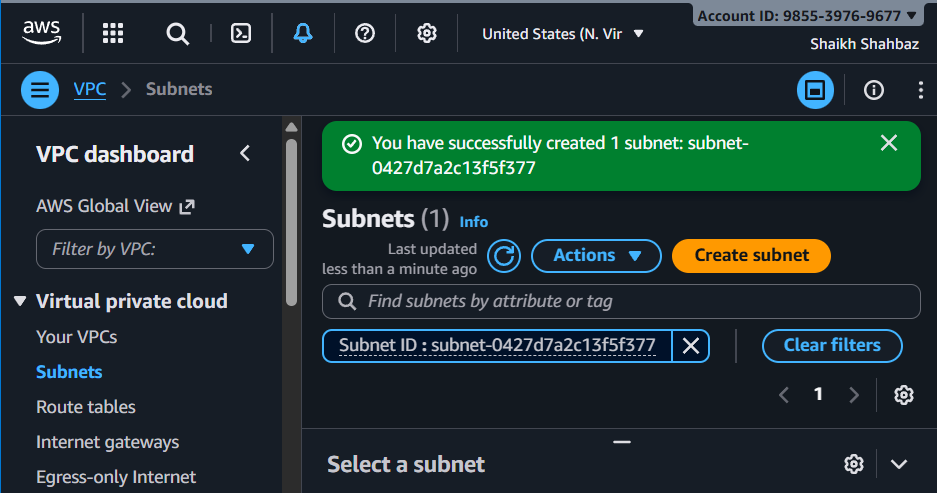 aws
United States (N. Vir
Account ID: 9855-3976-9677
Shaikh Shahbaz
VPC
Subnets
VPC dashboard
AWS Global View
Filter by VPC:
Virtual private cloud
Your VPCs
Subnets
Route tables
Internet gateways
Egress-only Internet
You have successfully created 1 subnet: subnet-
0427d7a2c13f5f377
Subnets (1) Info
Last updated
less than a minute ago
Actions
Create subnet
Find subnets by attribute or tag
Subnet ID : subnet-0427d7a2c13f5f377
Clear filters
1
Select a subnet